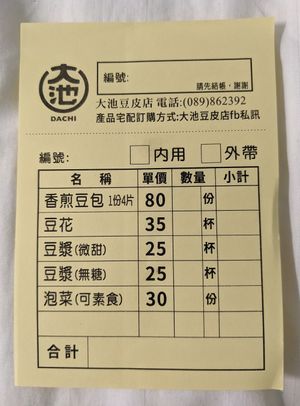 大池
DACHI
編號:
請先結帳，謝謝
大池豆皮店 電話:(089)862392
產品宅配訂購方式:大池豆皮店fb私訊
編號: 內用 外帶
名稱 單價 數量 小計
香煎豆包 1份4片 80 份
豆花 35 杯
豆漿(微甜) 25 杯
豆漿(無糖) 25 杯
泡菜(可素食) 30 份
合計